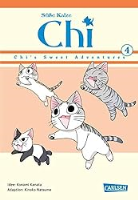 Süße Katze
Chi
Chi's Sweet Adventures
4
Idee: Konami Kanata
Adaption: Kinoko Natsume
CARLSEN